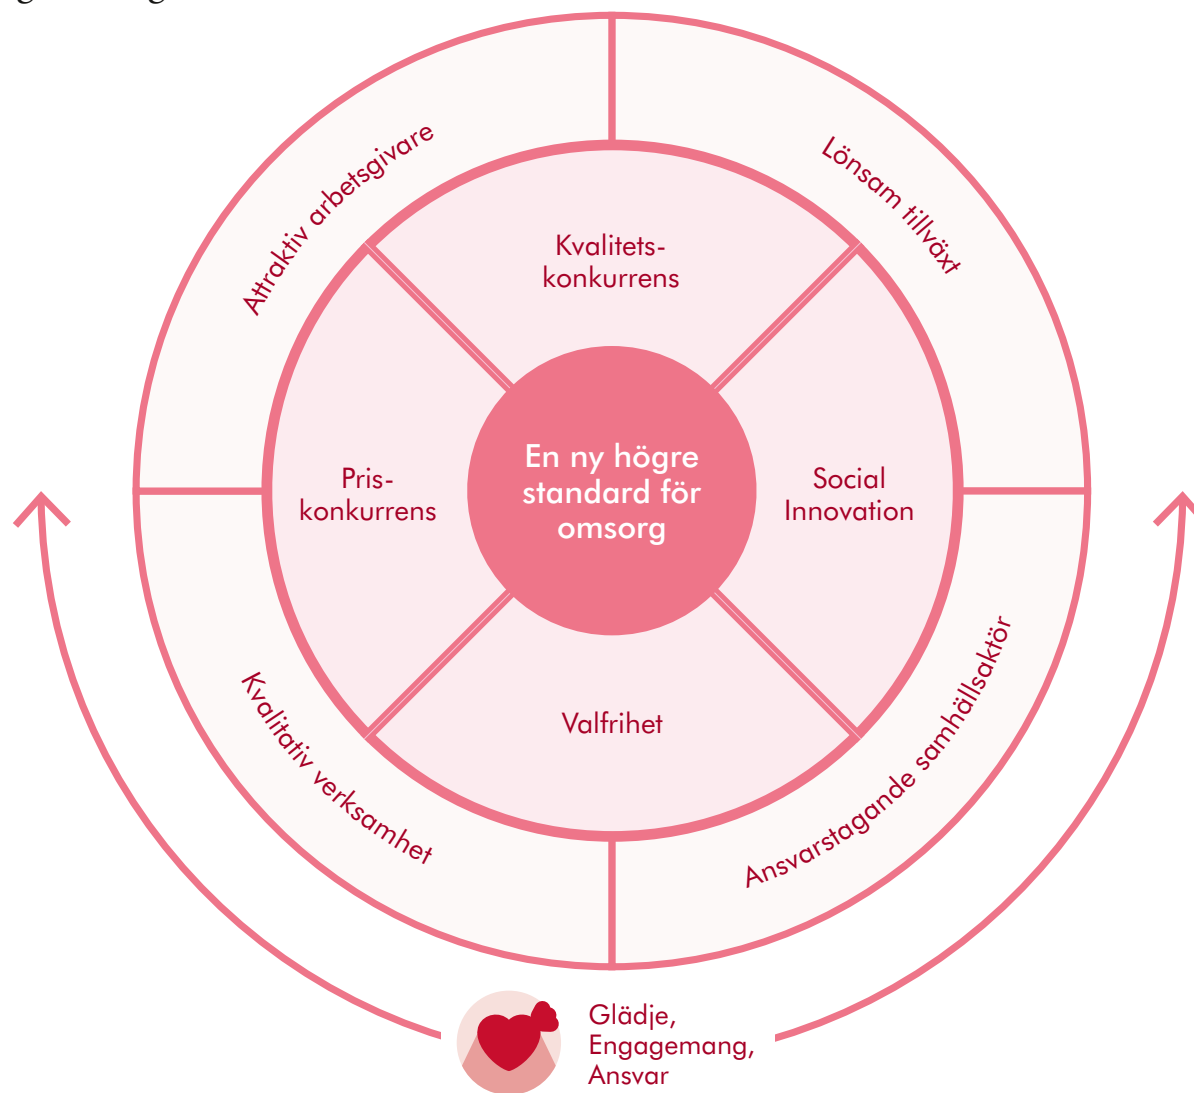 Attraktiv arbetsgivare
Lönsam tillväxt
Kvalitets-
konkurrens
Pris-
konkurrens
En ny högre
standard för
omsorg
Social
Innovation
Valfrihet
Kvalitativ verksamhet
Ansvarstagande samhällsaktör
Glädje,
Engagemang,
Ansvar